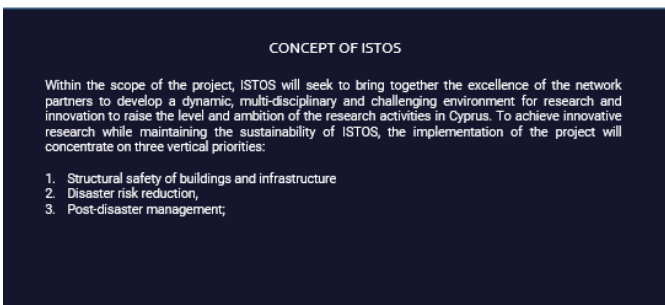 CONCEPT OF ISTOS
Within the scope of the project, ISTOS will seek to bring together the excellence of the network
partners to develop a dynamic, multi-disciplinary and challenging environment for research and
innovation to raise the level and ambition of the research activities in Cyprus. To achieve innovative
research while maintaining the sustainability of ISTOS, the implementation of the project will
concentrate on three vertical priorities:
1. Structural safety of buildings and infrastructure
2. Disaster risk reduction,
3. Post-disaster management;